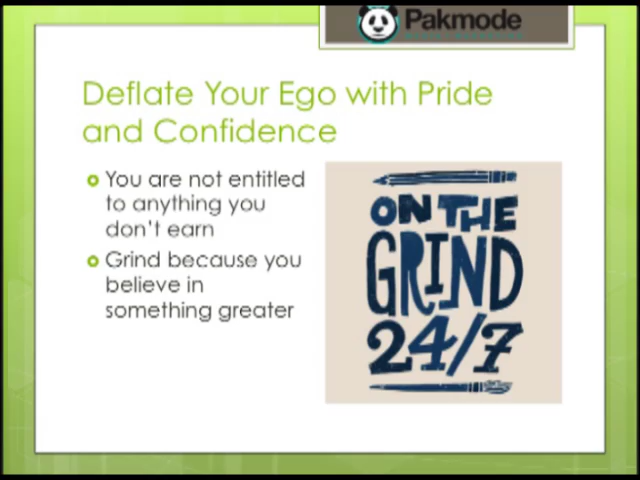 Pakmode
Deflate Your Ego with Pride
and Confidence
You are not entitled
to anything you
don't earn
Grind because you
believe in
something greater
ON THE
GRIND
24/7